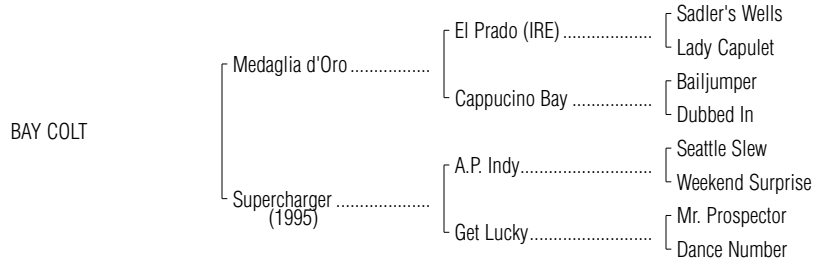 Sadler's Wells
El Prado (IRE) ....................
Lady Capulet
Medaglia d'Oro ..................
Bailjumper
Cappucino Bay ..................
Dubbed In
BAY COLT
Seattle Slew
A.P. Indy..............................
Weekend Surprise
Supercharger .....................
(1995)
Mr. Prospector
Get Lucky............................
Dance Number